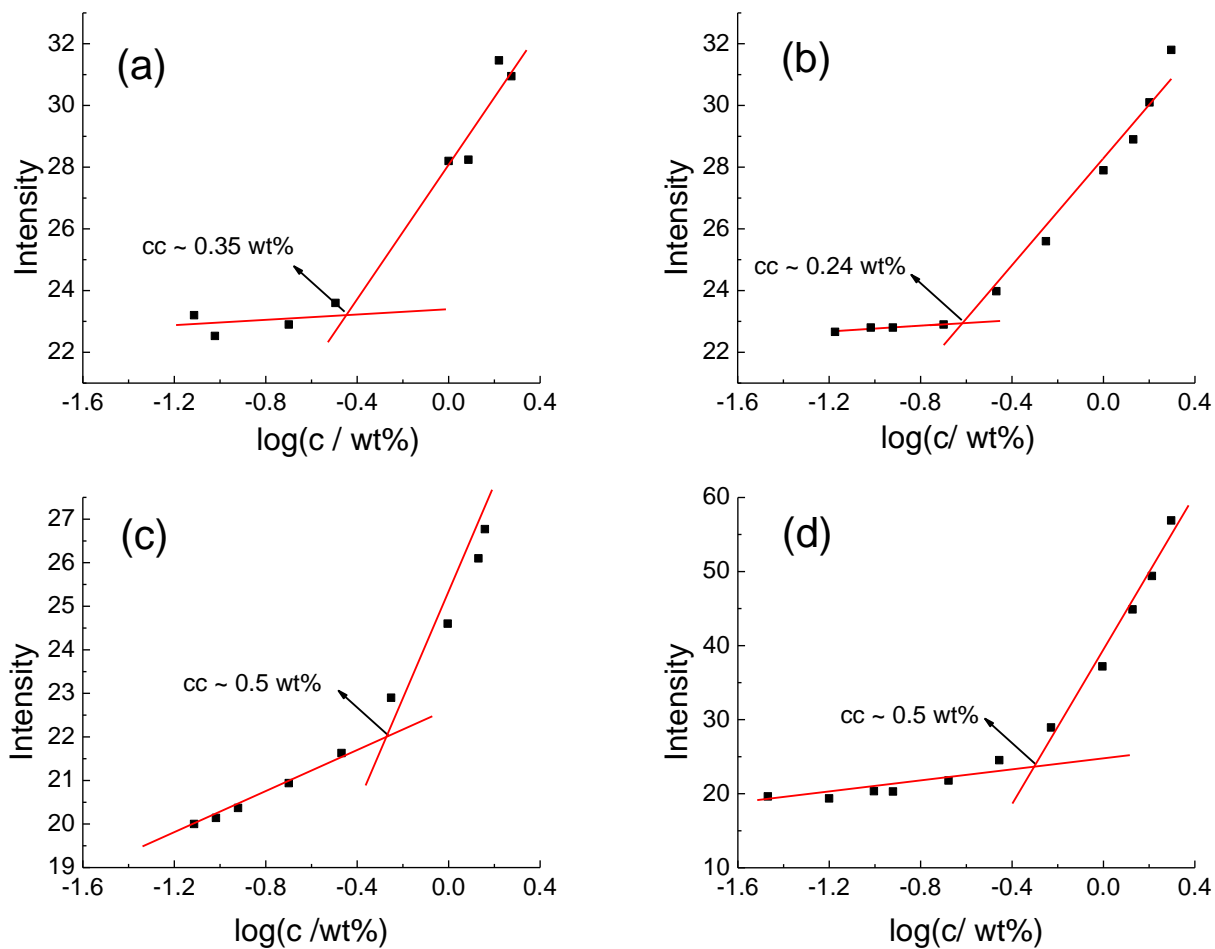 (a)
32
30
28
26
24
22
Intensity
cc ~ 0.35 wt%
-1.6 -1.2 -0.8 -0.4 0.0 0.4
log(c / wt%)
(b)
32
30
28
26
24
22
Intensity
cc ~ 0.24 wt%
-1.6 -1.2 -0.8 -0.4 0.0 0.4
log(c/ wt%)
(c)
27
26
25
24
23
22
21
20
19
Intensity
cc ~ 0.5 wt%
-1.6 -1.2 -0.8 -0.4 0.0 0.4
log(c /wt%)
(d)
60
50
40
30
20
10
Intensity
cc ~ 0.5 wt%
-1.6 -1.2 -0.8 -0.4 0.0 0.4
log(c/ wt%)